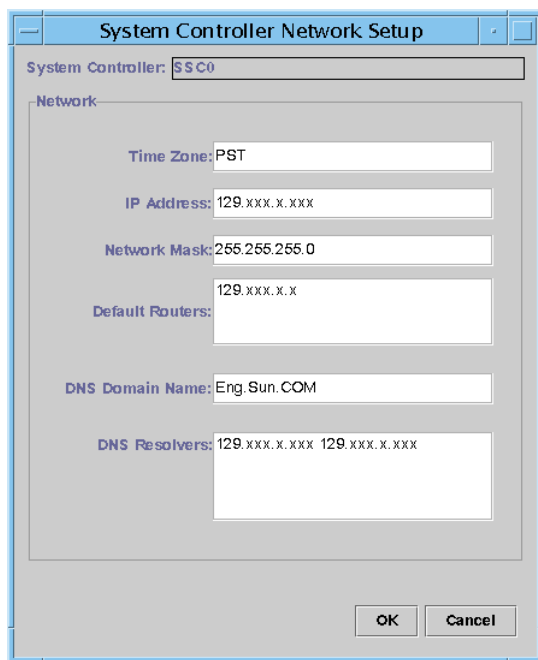 System Controller Network Setup
System Controller: SSC0
Network
Time Zone: PST
IP Address: 129.xxx.x.xxx
Network Mask: 255.255.255.0
Default Routers: 129.xxx.x.x
DNS Domain Name: Eng.Sun.COM
DNS Resolvers: 129.xxx.x.xxx 129.xxx.x.xxx
OK Cancel